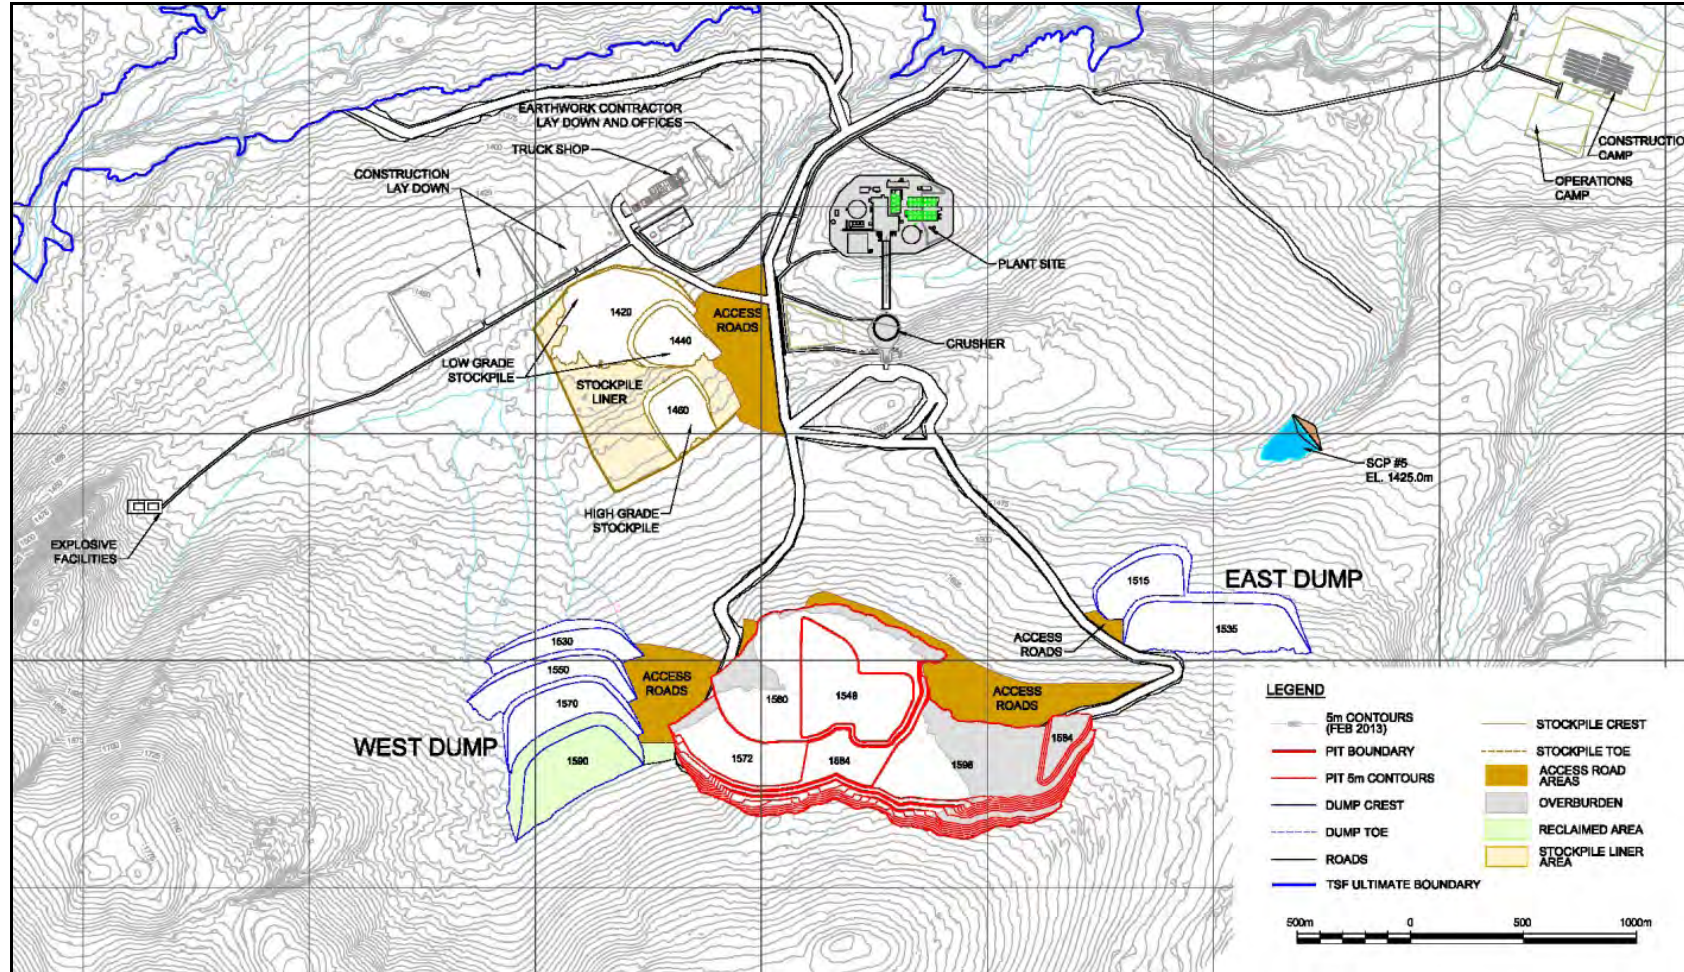 EARTHWORK CONTRACTOR
LAY DOWN AND OFFICES
TRUCK SHOP
CONSTRUCTION
LAY DOWN
CONSTRUCTIO
CAMP
OPERATIONS
CAMP
PLANT SITE
1420
1440
ACCESS
ROADS
CRUSHER
LOW GRADE
STOCKPILE
STOCKPILE
LINER
1460
SCP #5
EL. 1425.0m
HIGH GRADE
STOCKPILE
EXPLOSIVE
FACILITIES
1515
EAST DUMP
1535
ACCESS
ROADS
1530
1550
1570
1590
WEST DUMP
ACCESS
ROADS
1560
1548
ACCESS
ROADS
1572
1584
1596
1584
LEGEND
5m CONTOURS
(FEB 2013)
PIT BOUNDARY
PIT 5m CONTOURS
DUMP CREST
DUMP TOE
ROADS
TSF ULTIMATE BOUNDARY
STOCKPILE CREST
STOCKPILE TOE
ACCESS ROAD
AREAS
OVERBURDEN
RECLAIMED AREA
STOCKPILE LINER
AREA
500m 0 500 1000m